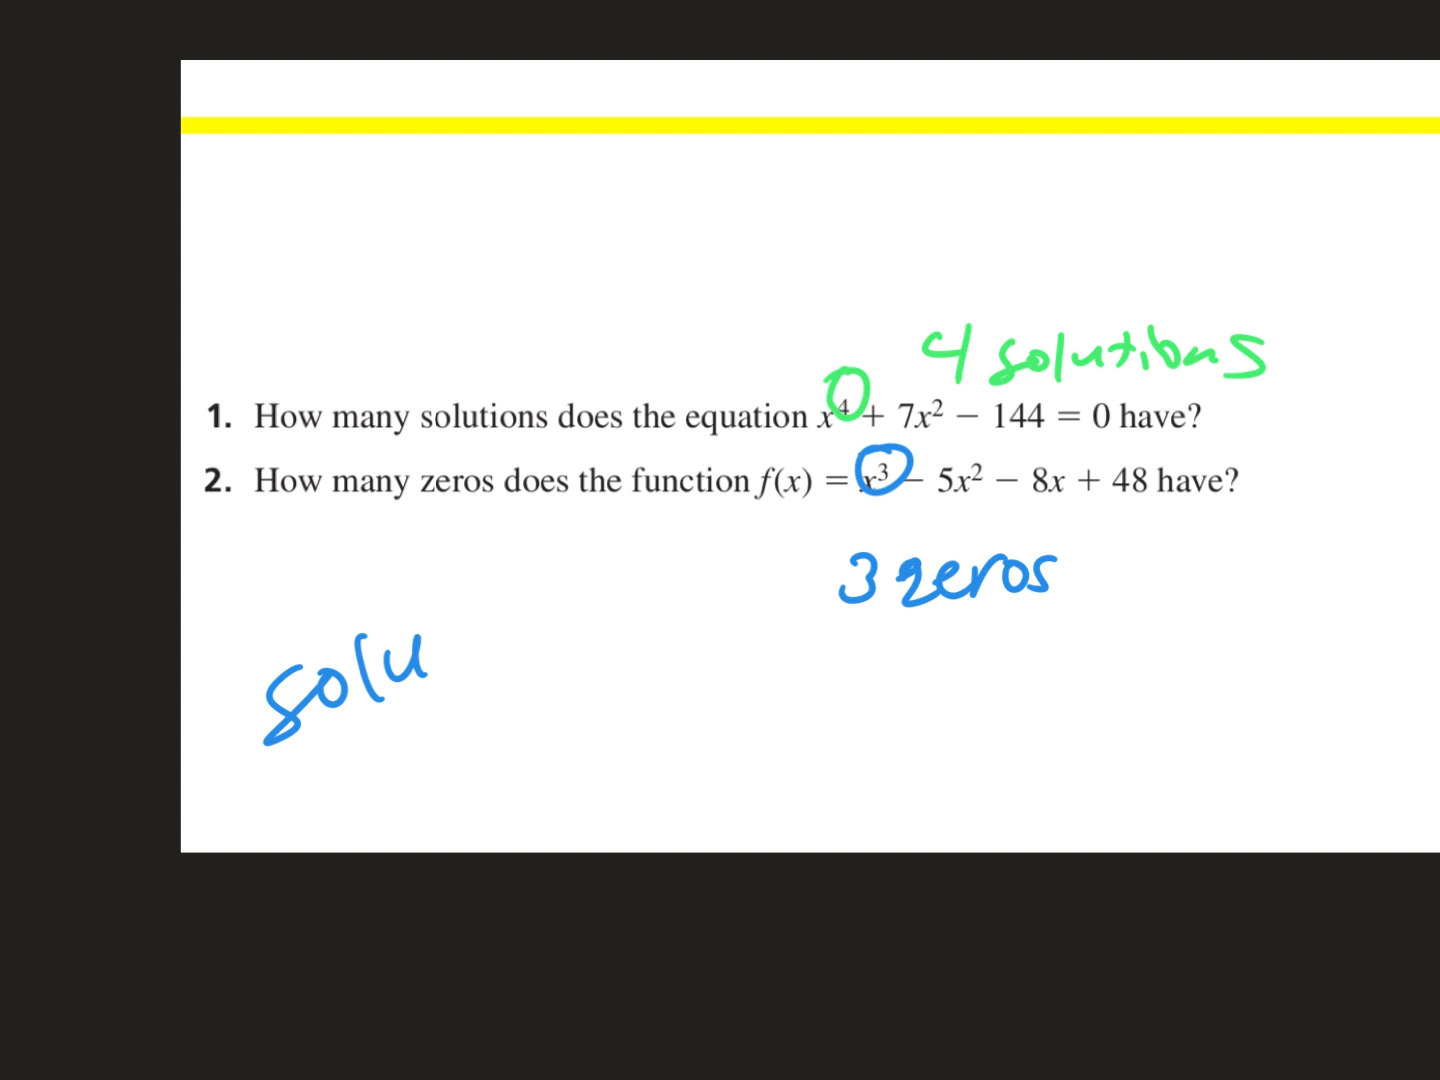 4 solutions
1. How many solutions does the equation x⁴ + 7x² − 144 = 0 have?
2. How many zeros does the function f(x) = x³ − 5x² − 8x + 48 have?
3 zeros
solu